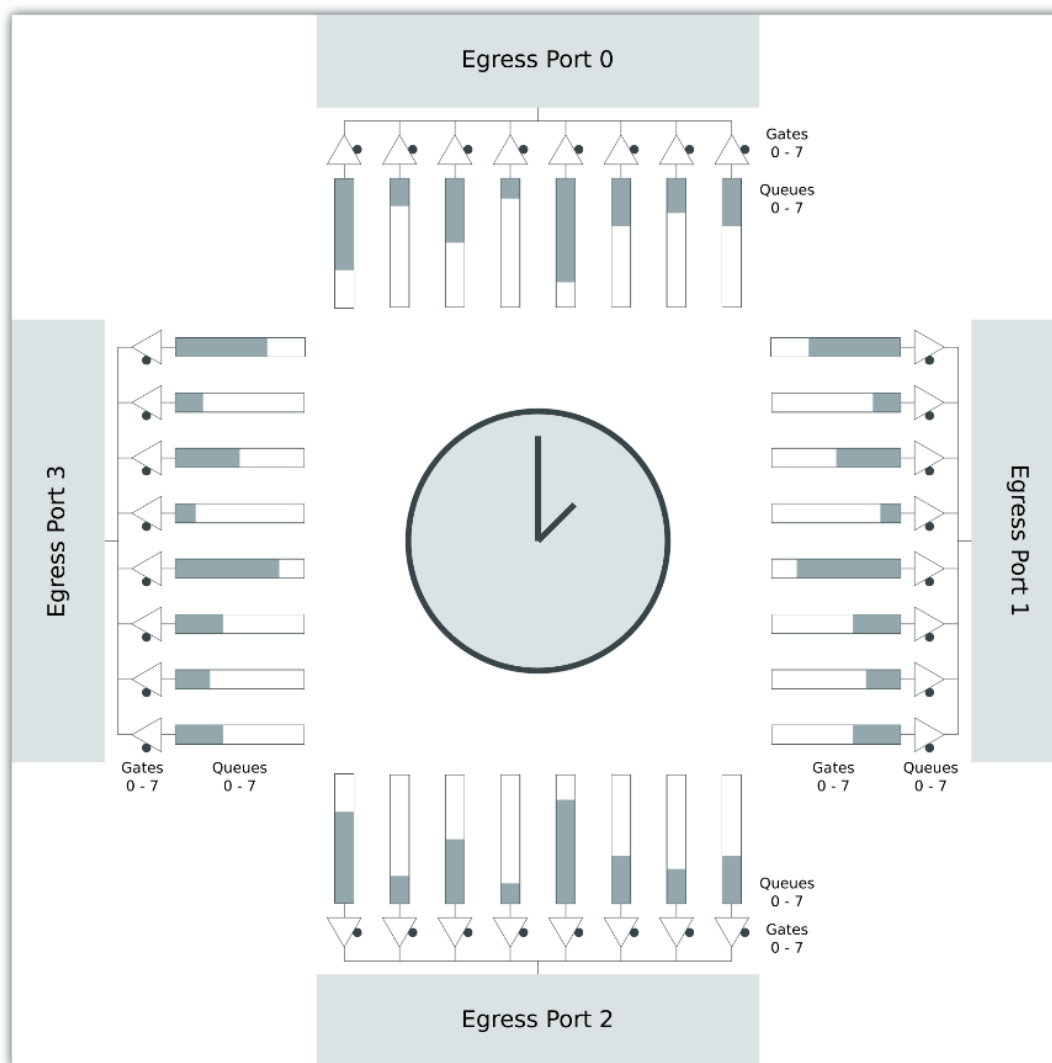 Egress Port 0
Gates
0 - 7
Queues
0 - 7
Egress Port 3
Egress Port 1
Gates
0 - 7
Queues
0 - 7
Gates
0 - 7
Queues
0 - 7
Queues
0 - 7
Gates
0 - 7
Egress Port 2